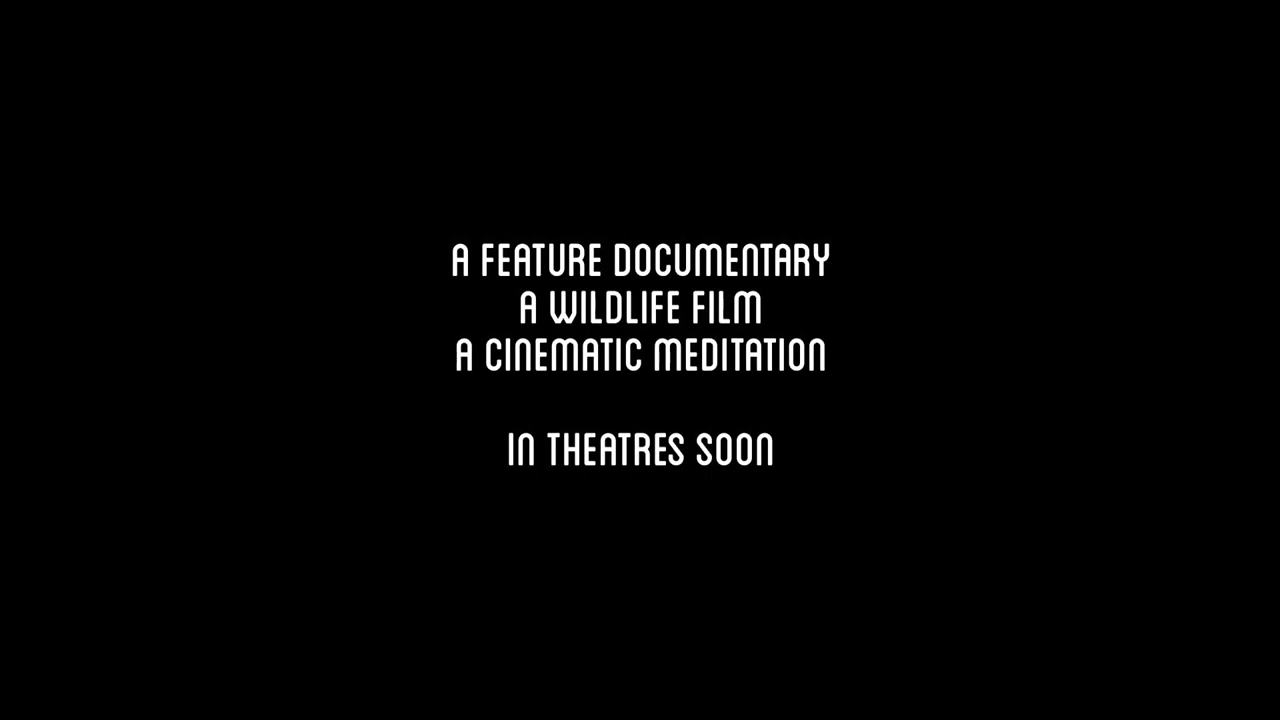 A FEATURE DOCUMENTARY
A WILDLIFE FILM
A CINEMATIC MEDITATION
IN THEATRES SOON